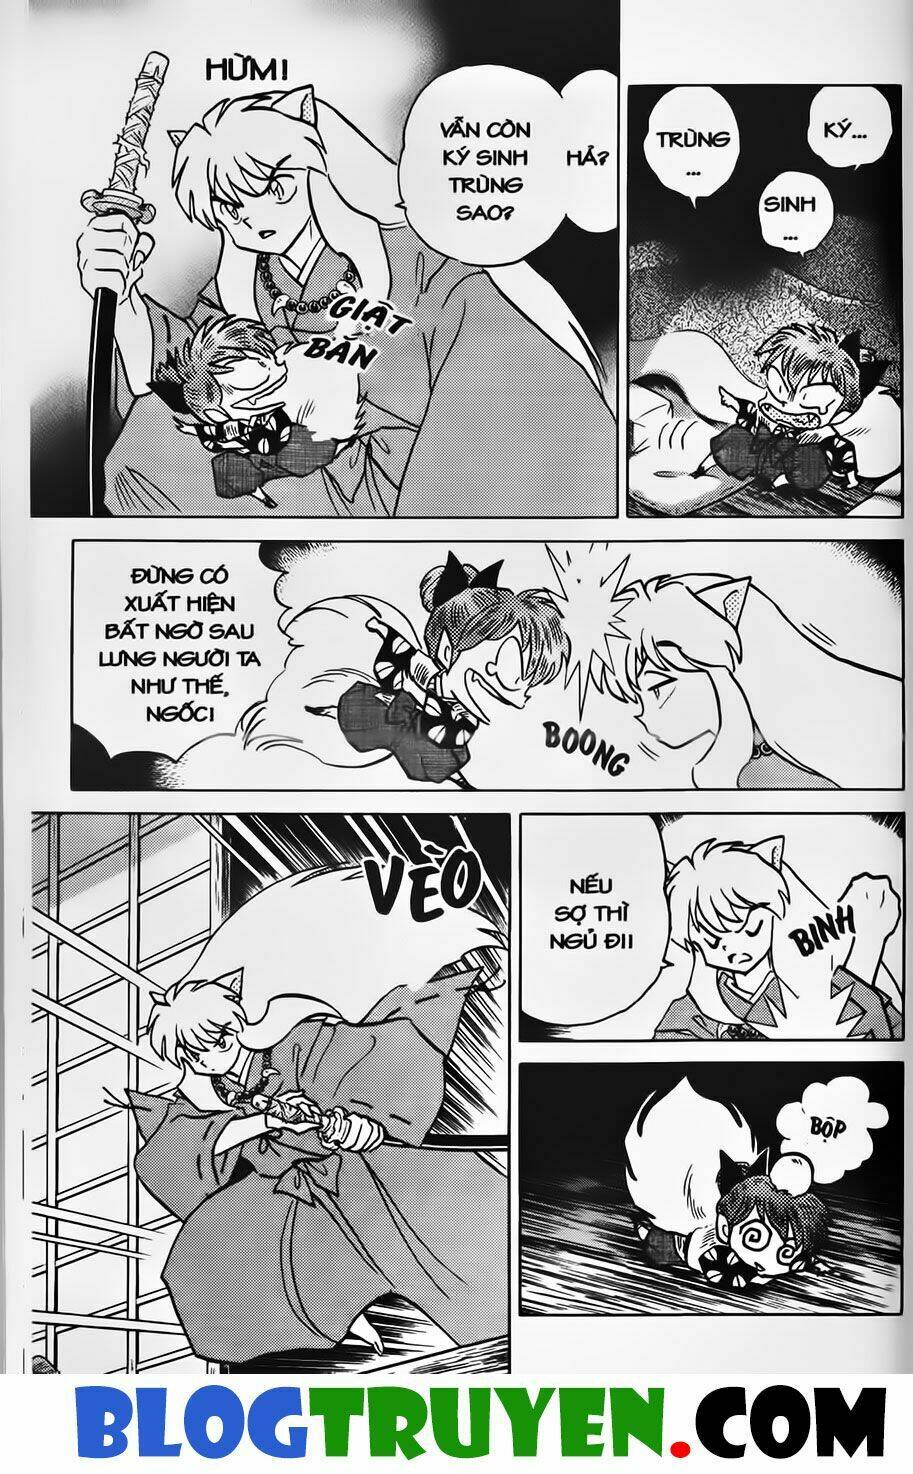 KÝ...
SINH
...
TRÙNG
...
HẢ?
VẪN CÒN
KÝ SINH
TRÙNG
SAO?
HỪM!
GIẬT
BẮN
BOONG
ĐỪNG CÓ
XUẤT HIỆN
BẤT NGỜ SAU
LƯNG NGƯỜI TA
NHƯ THẾ,
NGỐC!
BINH
NẾU
SỢ THÌ
NGỦ ĐI!
BỘP
VÈO
BLOGTRUYEN.COM